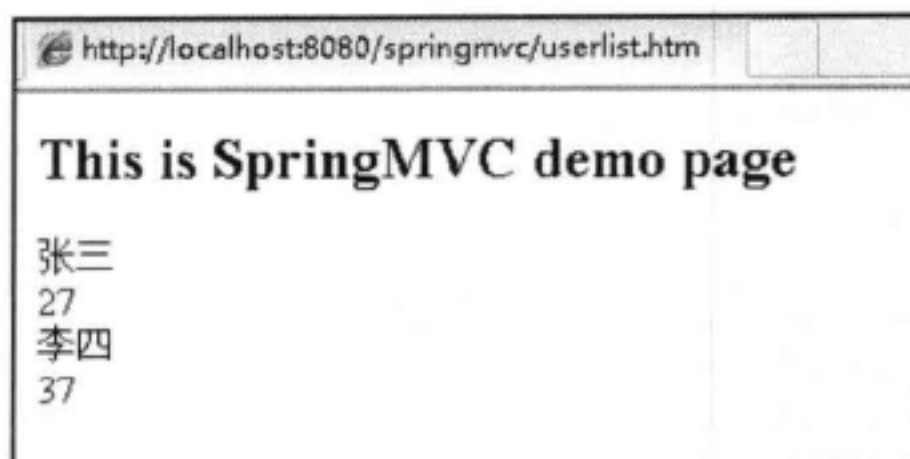 http://localhost:8080/springmvc/userlist.htm
This is SpringMVC demo page
张三
27
李四
37